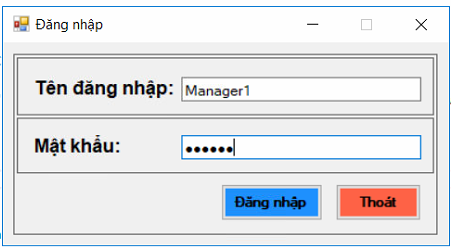 Đăng nhập
Tên đăng nhập: Manager1
Mật khẩu: ●●●●●●
Đăng nhập Thoát